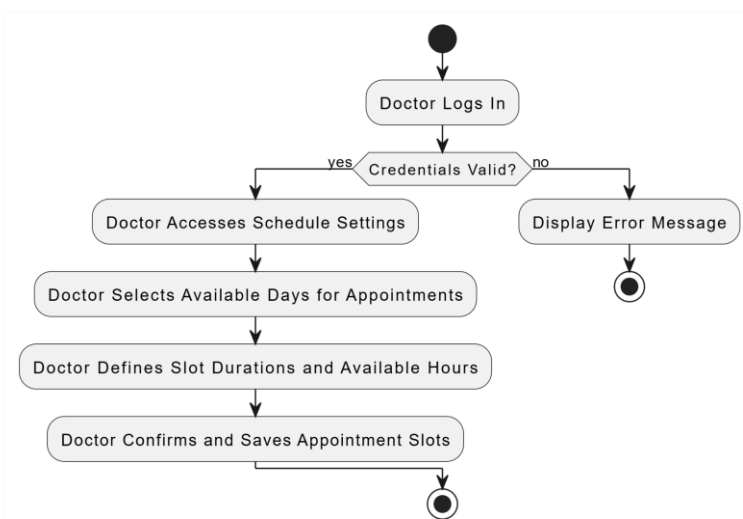 Doctor Logs In
yes
Credentials Valid?
no
Doctor Accesses Schedule Settings
Display Error Message
Doctor Selects Available Days for Appointments
Doctor Defines Slot Durations and Available Hours
Doctor Confirms and Saves Appointment Slots